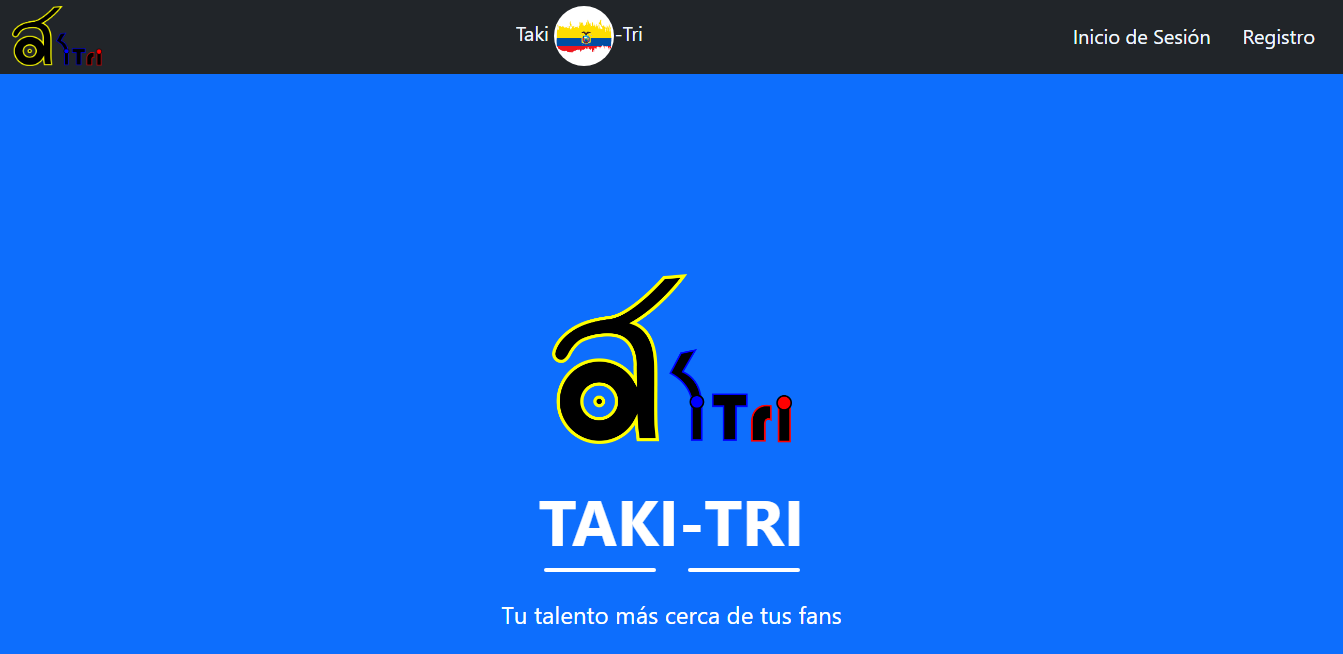 Taki -Tri
Inicio de Sesión
Registro
iTri
TAKI-TRI
Tu talento más cerca de tus fans